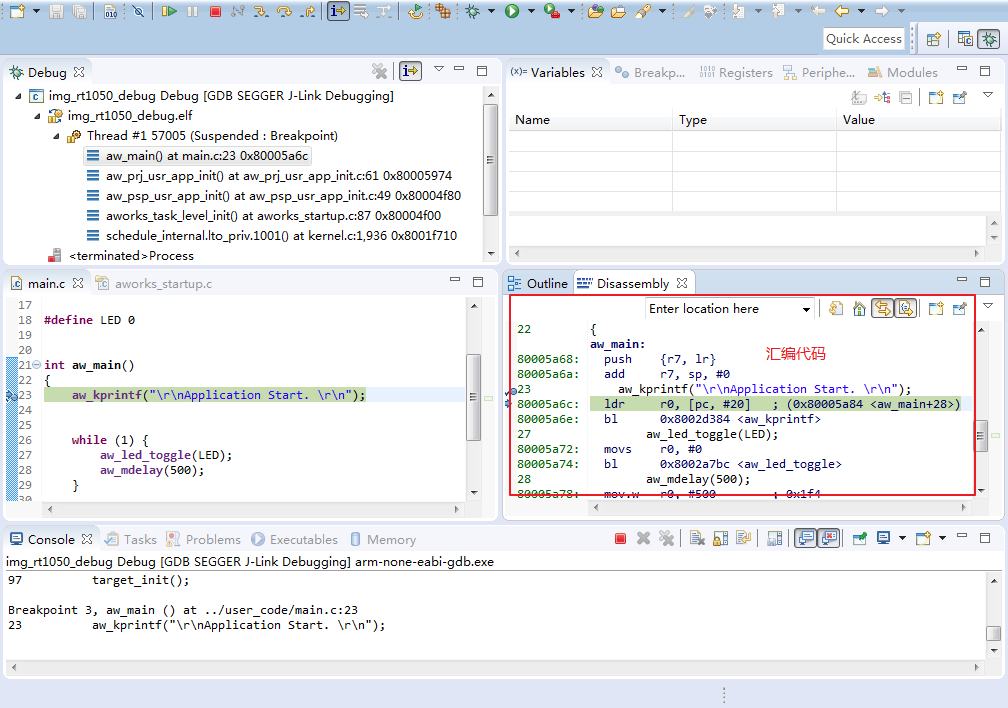 Quick Access
Debug
img_rt1050_debug Debug [GDB SEGGER J-Link Debugging]
img_rt1050_debug.elf
Thread #1 57005 (Suspended : Breakpoint)
aw_main() at main.c:23 0x80005a6c
aw_prj_usr_app_init() at aw_prj_usr_app_init.c:61 0x80005974
aw_psp_usr_app_init() at aw_psp_usr_app_init.c:49 0x80004f80
aworks_task_level_init() at aworks_startup.c:87 0x80004f00
schedule_internal.lto_priv.1001() at kernel.c:1,936 0x8001f710
<terminated>Process
(x)= Variables
Breakp...
Registers
Periphe...
Modules
Name Type Value
main.c
aworks_startup.c
17
18 #define LED 0
19
20
21 int aw_main()
22 {
23 aw_kprintf("\r\nApplication Start. \r\n");
24
25
26 while (1) {
27 aw_led_toggle(LED);
28 aw_mdelay(500);
29 }
30
Outline
Disassembly
Enter location here
汇编代码
22 {
aw_main:
80005a68: push {r7, lr}
80005a6a: add r7, sp, #0
23 aw_kprintf("\r\nApplication Start. \r\n");
80005a6c: ldr r0, [pc, #20] ; (0x80005a84 <aw_main+28>)
80005a6e: bl 0x8002d384 <aw_kprintf>
27 aw_led_toggle(LED);
80005a72: movs r0, #0
80005a74: bl 0x8002a7bc <aw_led_toggle>
28 aw_mdelay(500);
80005a78: mov.w r0, #500 ; 0x1f4
Console
Tasks
Problems
Executables
Memory
img_rt1050_debug Debug [GDB SEGGER J-Link Debugging] arm-none-eabi-gdb.exe
97 target_init();
Breakpoint 3, aw_main () at ../user_code/main.c:23
23 aw_kprintf("\r\nApplication Start. \r\n");